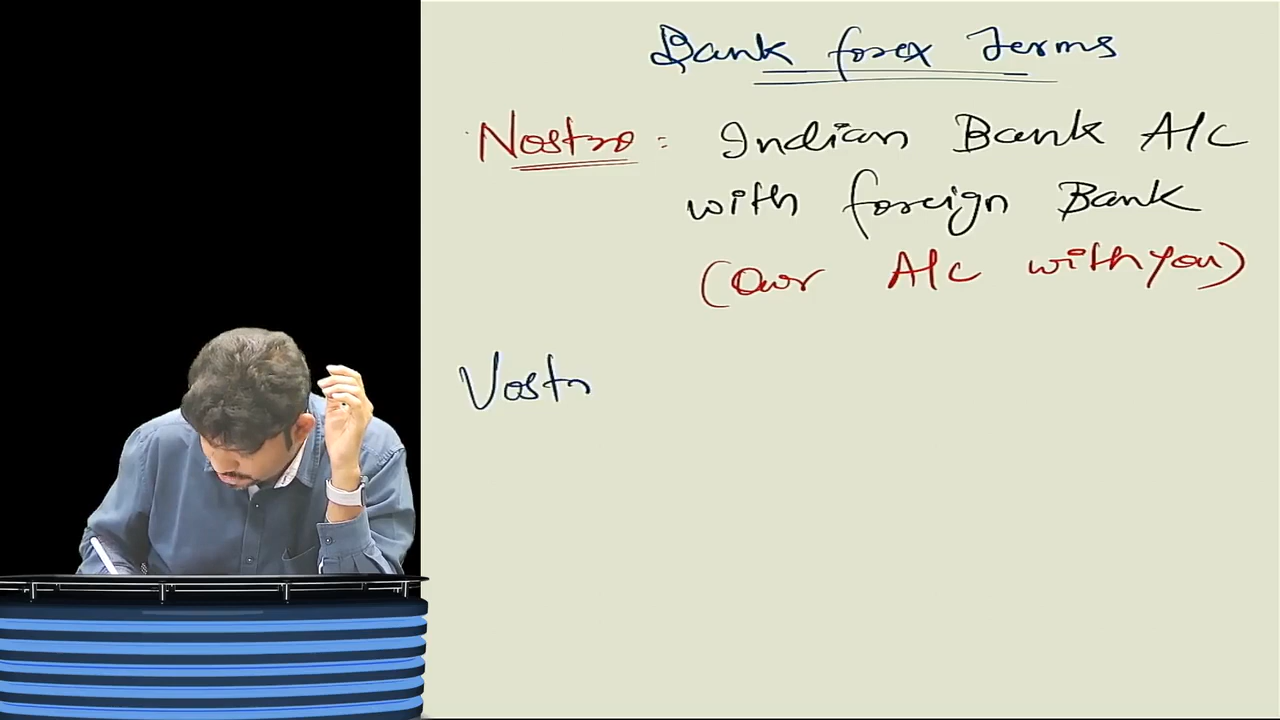 Bank forex Terms
Nostro : Indian Bank A/C
with foreign Bank
(Our A/C with you)
Vostr